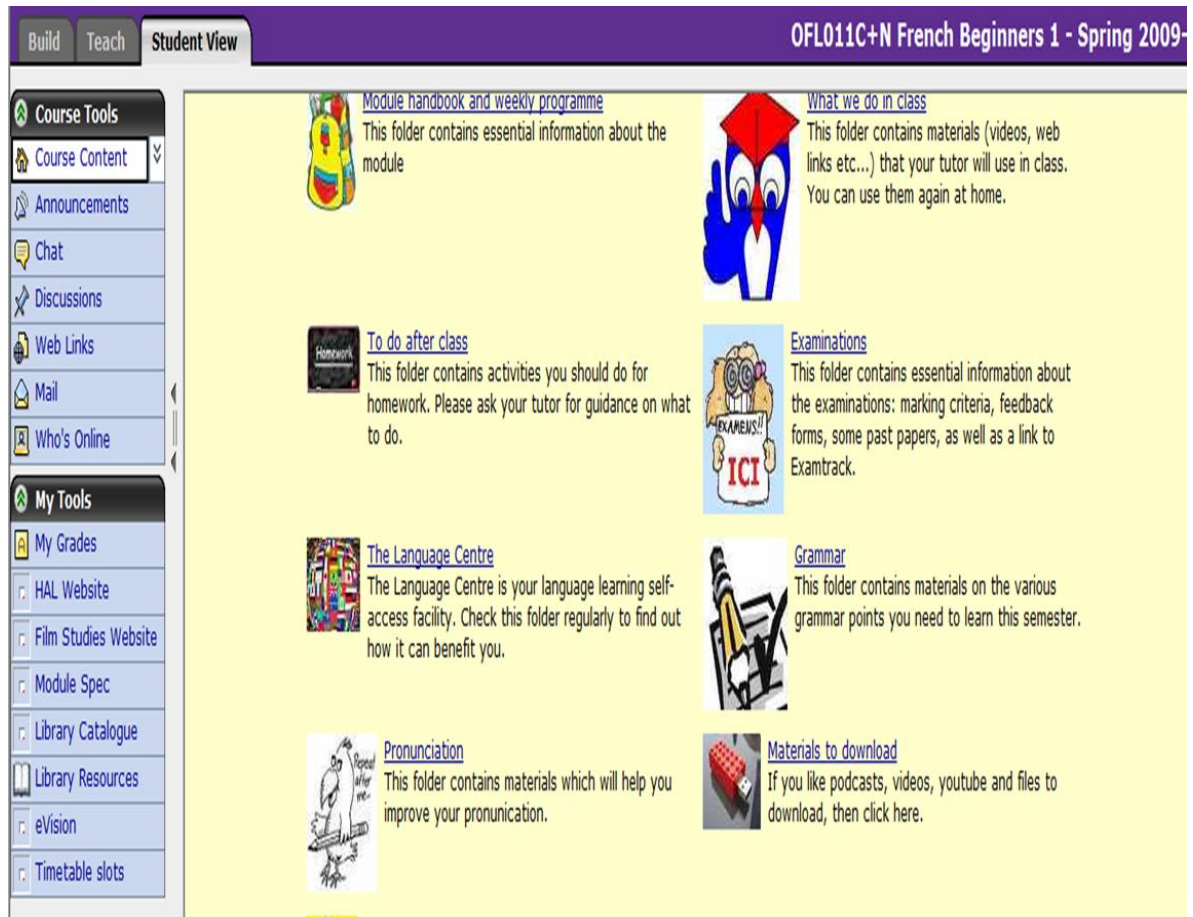 Build
Teach
Student View
OFL011C+N French Beginners 1 - Spring 2009-
Course Tools
Course Content
Announcements
Chat
Discussions
Web Links
Mail
Who's Online
My Tools
My Grades
HAL Website
Film Studies Website
Module Spec
Library Catalogue
Library Resources
eVision
Timetable slots
Module handbook and weekly programme
This folder contains essential information about the
module
What we do in class
This folder contains materials (videos, web
links etc...) that your tutor will use in class.
You can use them again at home.
Homework
To do after class
This folder contains activities you should do for
homework. Please ask your tutor for guidance on what
to do.
EXAMENS!!
ICI
Examinations
This folder contains essential information about
the examinations: marking criteria, feedback
forms, some past papers, as well as a link to
Examtrack.
The Language Centre
The Language Centre is your language learning self-
access facility. Check this folder regularly to find out
how it can benefit you.
Grammar
This folder contains materials on the various
grammar points you need to learn this semester.
Repeat
after
me..
Pronunciation
This folder contains materials which will help you
improve your pronunication.
Materials to download
If you like podcasts, videos, youtube and files to
download, then click here.